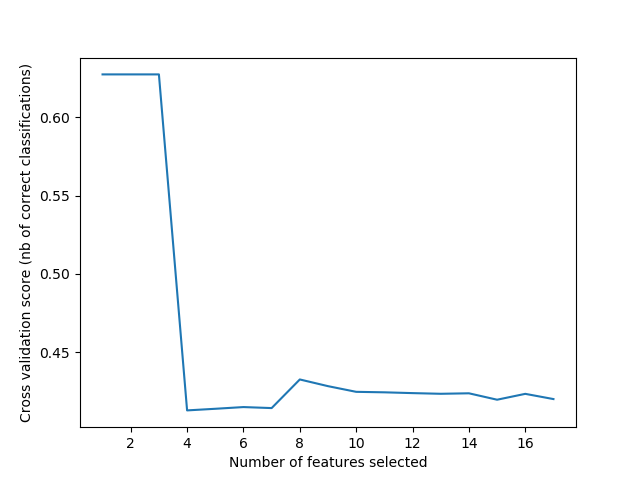 Cross validation score (nb of correct classifications)
0.60
0.55
0.50
0.45
2 4 6 8 10 12 14 16
Number of features selected